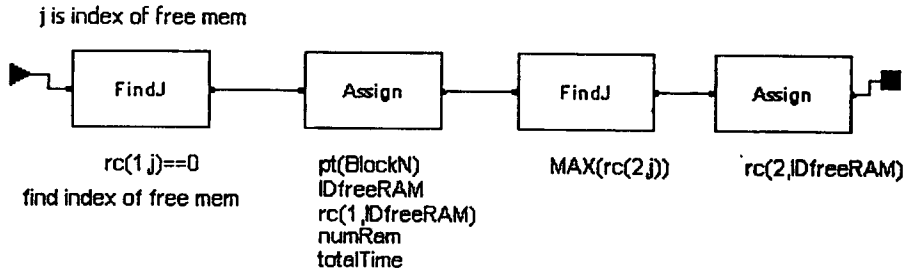 j is index of free mem
FindJ
Assign
FindJ
Assign
rc(1,j)==0
find index of free mem
pt(BlockN)
IDfreeRAM
rc(1,IDfreeRAM)
numRam
totalTime
MAX(rc(2,j))
rc(2,IDfreeRAM)